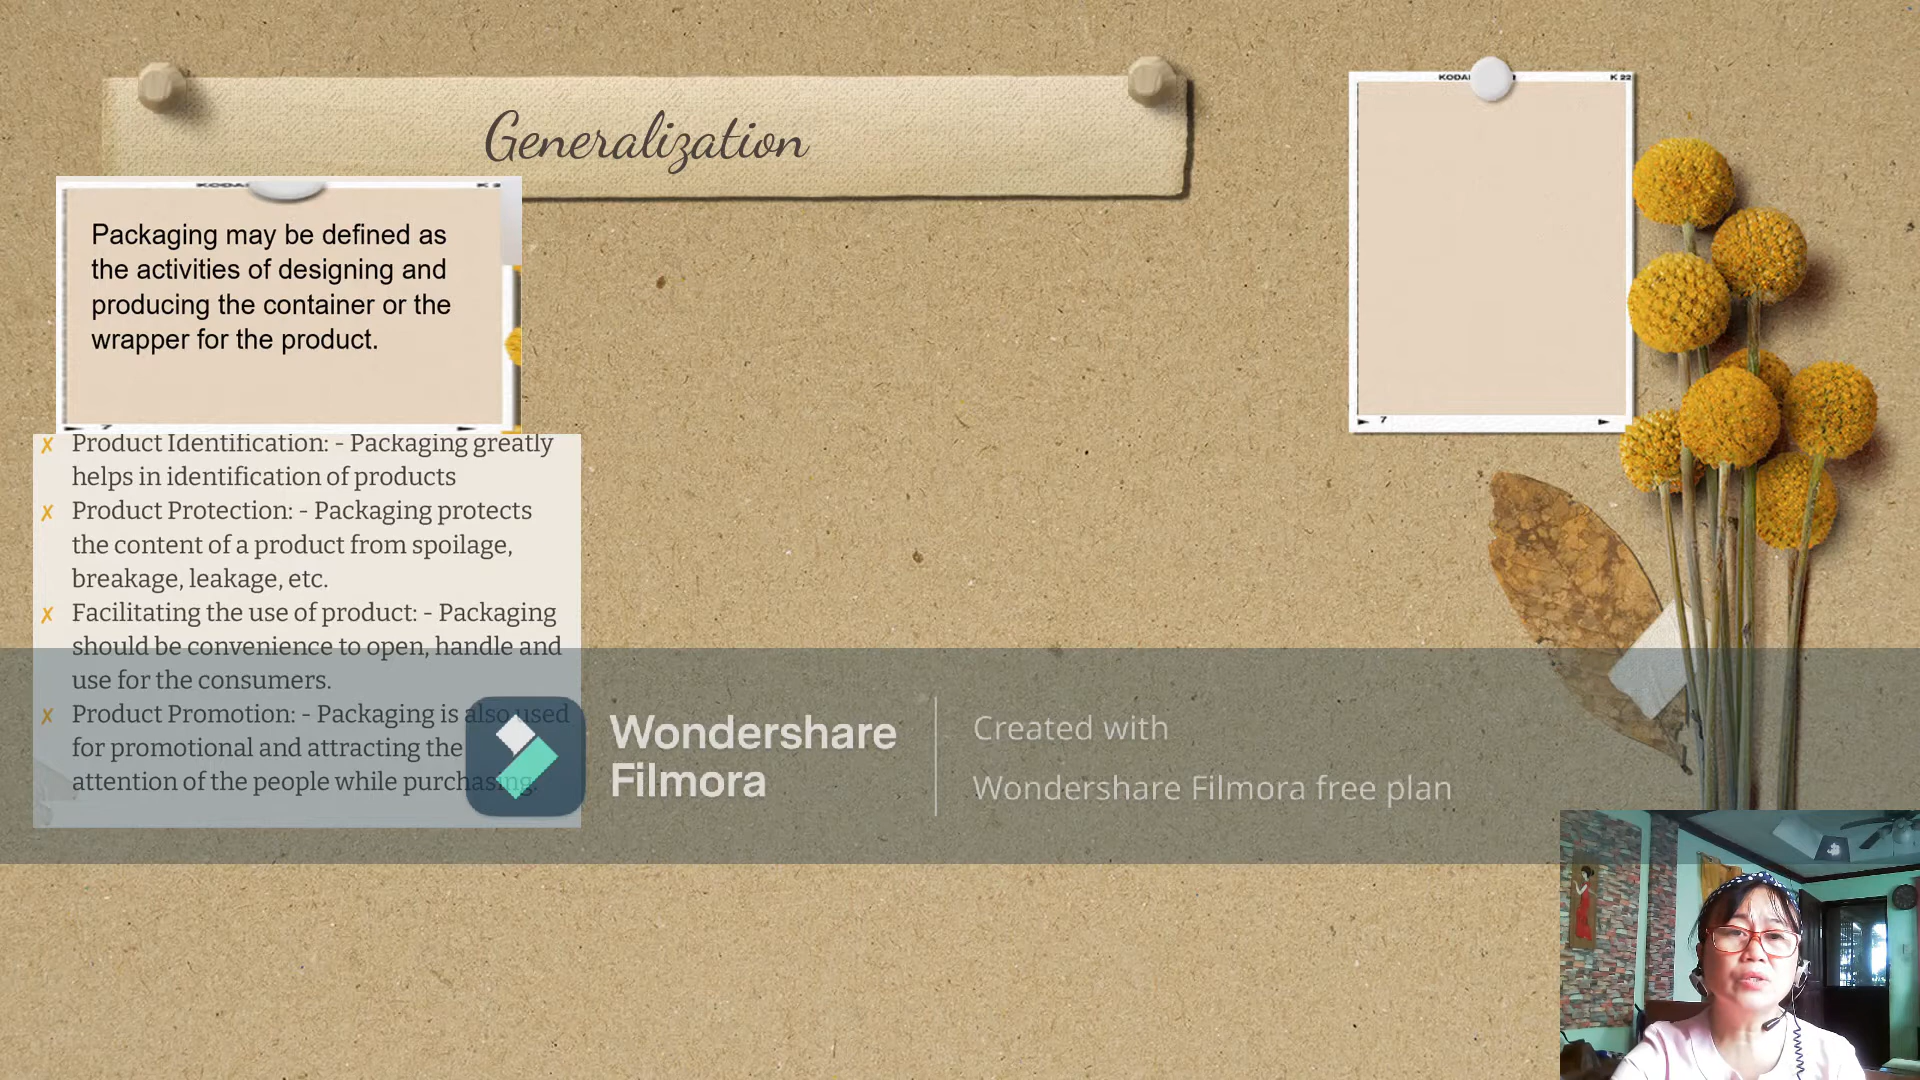 Generalization
K 22
Packaging may be defined as
the activities of designing and
producing the container or the
wrapper for the product.
7
✗ Product Identification: - Packaging greatly
helps in identification of products
✗ Product Protection: - Packaging protects
the content of a product from spoilage,
breakage, leakage, etc.
✗ Facilitating the use of product: - Packaging
should be convenience to open, handle and
use for the consumers.
✗ Product Promotion: - Packaging is also used
for promotional and attracting the
attention of the people while purchasing.
Wondershare
Filmora
Created with
Wondershare Filmora free plan